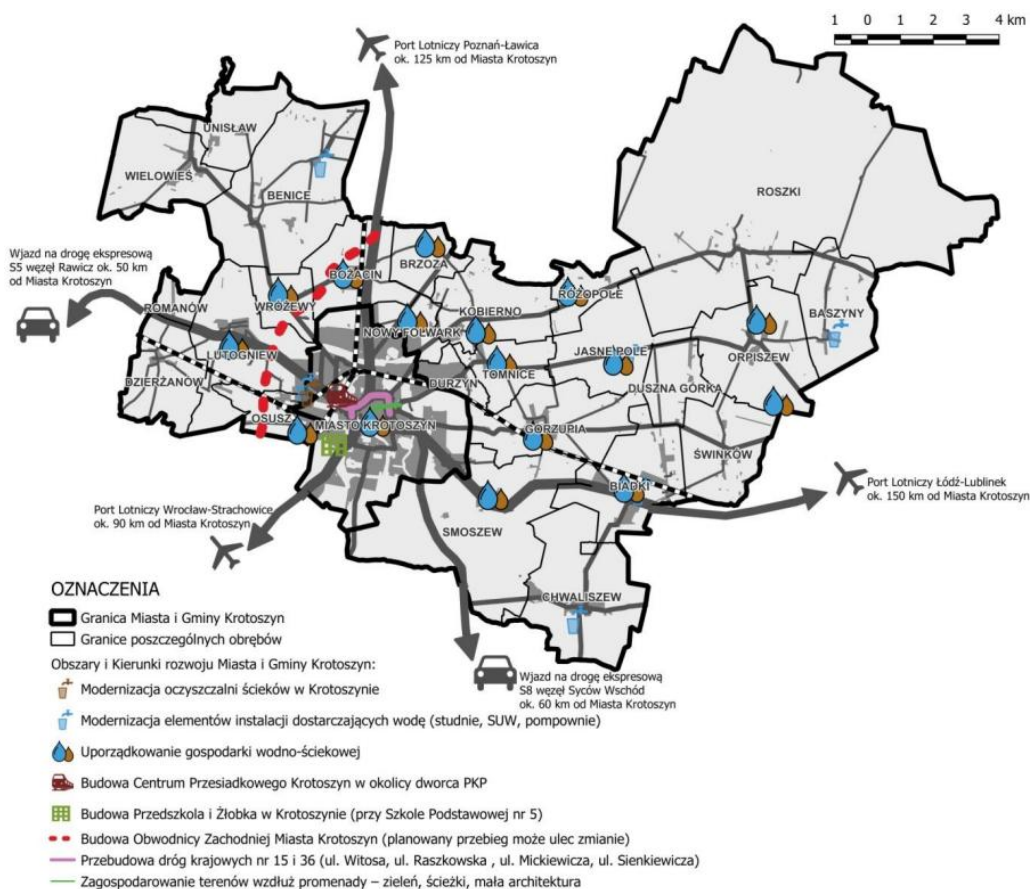 1 0 1 2 3 4 km
Port Lotniczy Poznań-Ławica
ok. 125 km od Miasta Krotoszyn
UNISŁAW
WIELOWIEŚ
BENICE
ROSZKI
Wjazd na drogę ekspresową
S5 węzeł Rawicz ok. 50 km
od Miasta Krotoszyn
BOŻACIN
BRZOZA
ROMANÓW
WRÓŻEWY
RÓŻOPOLE
KOBIERNO
BASZYNY
NOWY FOLWARK
LUTOGNIEW
JASNE POLE
ORPISZEW
TOMNICE
DZIERŻANÓW
DURZYN
DUSZNA GÓRKA
OSUSZ
MIASTO KROTOSZYN
GORZUPIA
ŚWINKÓW
BIADKI
Port Lotniczy Łódź-Lublinek
ok. 150 km od Miasta Krotoszyn
Port Lotniczy Wrocław-Strachowice
ok. 90 km od Miasta Krotoszyn
SMOSZEW
CHWALISZEW
Wjazd na drogę ekspresową
S8 węzeł Syców Wschód
ok. 60 km od Miasta Krotoszyn
OZNACZENIA
Granica Miasta i Gminy Krotoszyn
Granice poszczególnych obrębów
Obszary i Kierunki rozwoju Miasta i Gminy Krotoszyn:
Modernizacja oczyszczalni ścieków w Krotoszynie
Modernizacja elementów instalacji dostarczających wodę (studnie, SUW, pompownie)
Uporządkowanie gospodarki wodno-ściekowej
Budowa Centrum Przesiadkowego Krotoszyn w okolicy dworca PKP
Budowa Przedszkola i Żłobka w Krotoszynie (przy Szkole Podstawowej nr 5)
Budowa Obwodnicy Zachodniej Miasta Krotoszyn (planowany przebieg może ulec zmianie)
Przebudowa dróg krajowych nr 15 i 36 (ul. Witosa, ul. Raszkowska , ul. Mickiewicza, ul. Sienkiewicza)
Zagospodarowanie terenów wzdłuż promenady – zieleń, ścieżki, mała architektura